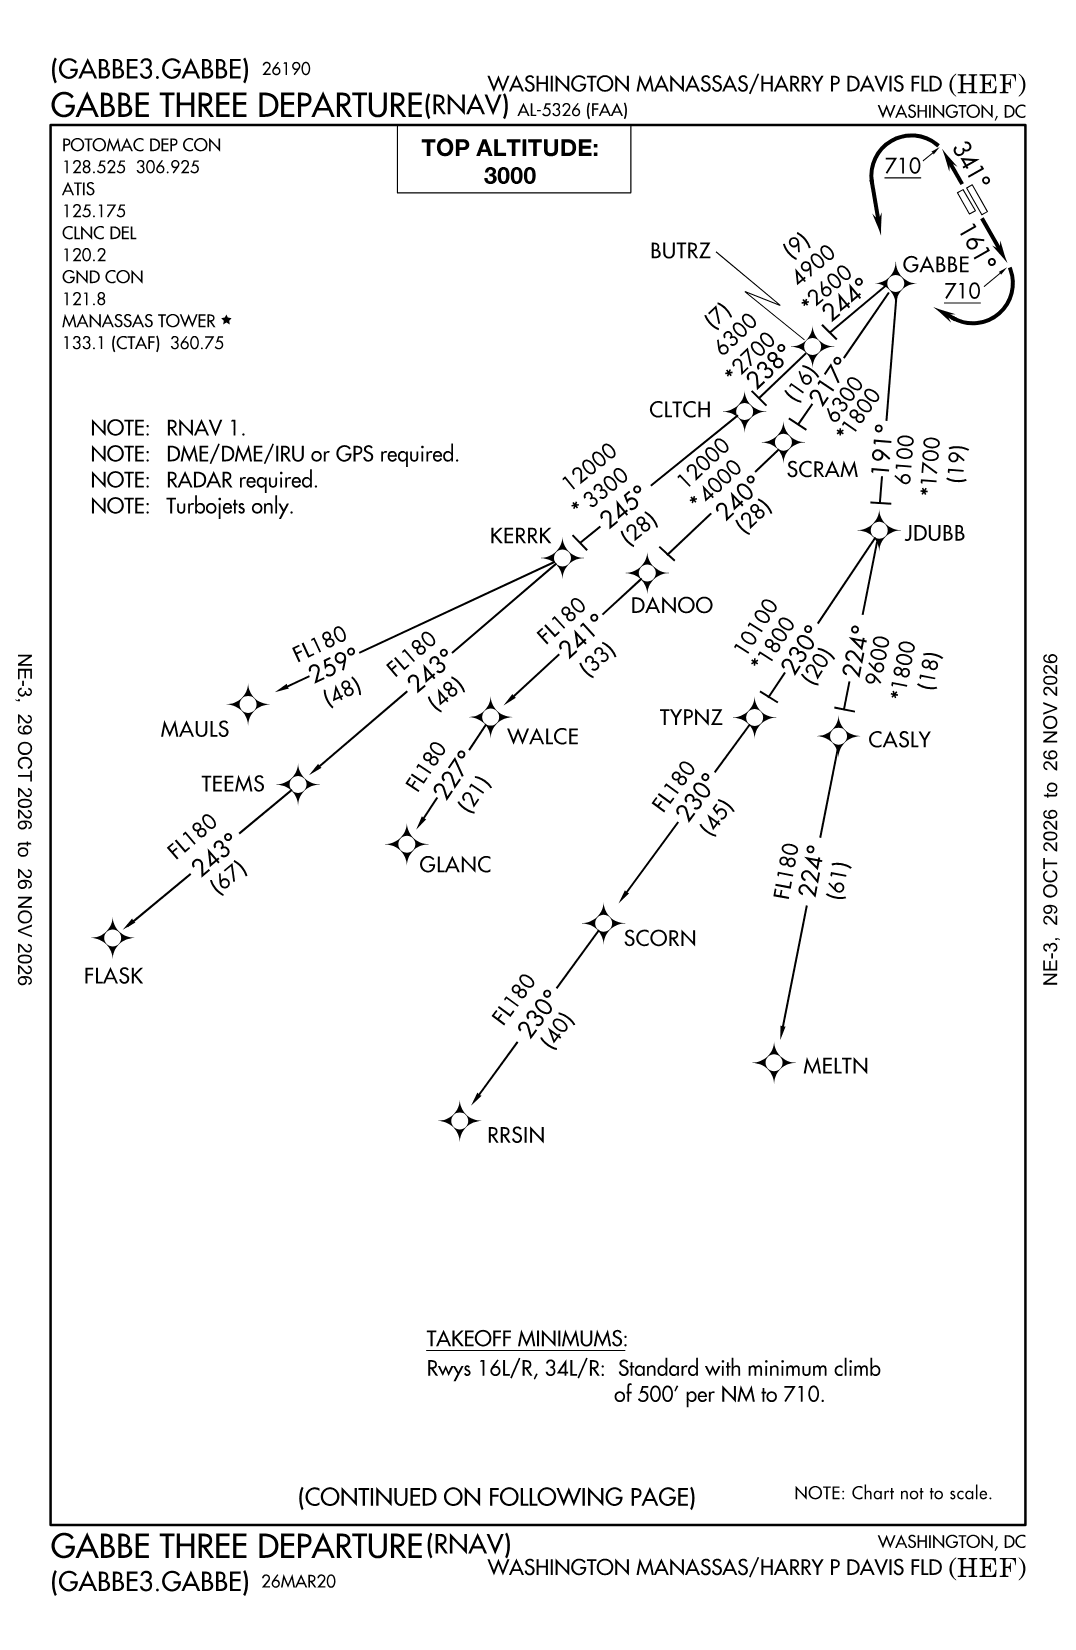 (GABBE3.GABBE) 26190
WASHINGTON MANASSAS/HARRY P DAVIS FLD (HEF)
GABBE THREE DEPARTURE(RNAV) AL-5326 (FAA)
WASHINGTON, DC
POTOMAC DEP CON
128.525 306.925
ATIS
125.175
CLNC DEL
120.2
GND CON
121.8
MANASSAS TOWER ★
133.1 (CTAF) 360.75
TOP ALTITUDE:
3000
710
341°
161°
710
GABBE
BUTRZ
(9)
4900
*2600
244°
(7)
6300
*2700
238°
CLTCH
(16)
217°
6300
*1800
SCRAM
191°
6100
*1700
(19)
JDUBB
NOTE: RNAV 1.
NOTE: DME/DME/IRU or GPS required.
NOTE: RADAR required.
NOTE: Turbojets only.
12000
*3300
245°
(28)
12000
*4000
240°
(28)
KERRK
DANOO
FL180
259°
(48)
MAULS
FL180
243°
(48)
TEEMS
FL180
241°
(33)
WALCE
10100
*1800
230°
(20)
TYPNZ
224°
9600
*1800
(18)
CASLY
FL180
243°
(67)
FLASK
FL180
227°
(21)
GLANC
FL180
230°
(45)
SCORN
FL180
224°
(61)
MELTN
FL180
230°
(40)
RRSIN
NE-3, 29 OCT 2026 to 26 NOV 2026
NE-3, 29 OCT 2026 to 26 NOV 2026
TAKEOFF MINIMUMS:
Rwys 16L/R, 34L/R: Standard with minimum climb
of 500' per NM to 710.
(CONTINUED ON FOLLOWING PAGE)
NOTE: Chart not to scale.
GABBE THREE DEPARTURE(RNAV)
WASHINGTON, DC
WASHINGTON MANASSAS/HARRY P DAVIS FLD (HEF)
(GABBE3.GABBE) 26MAR20